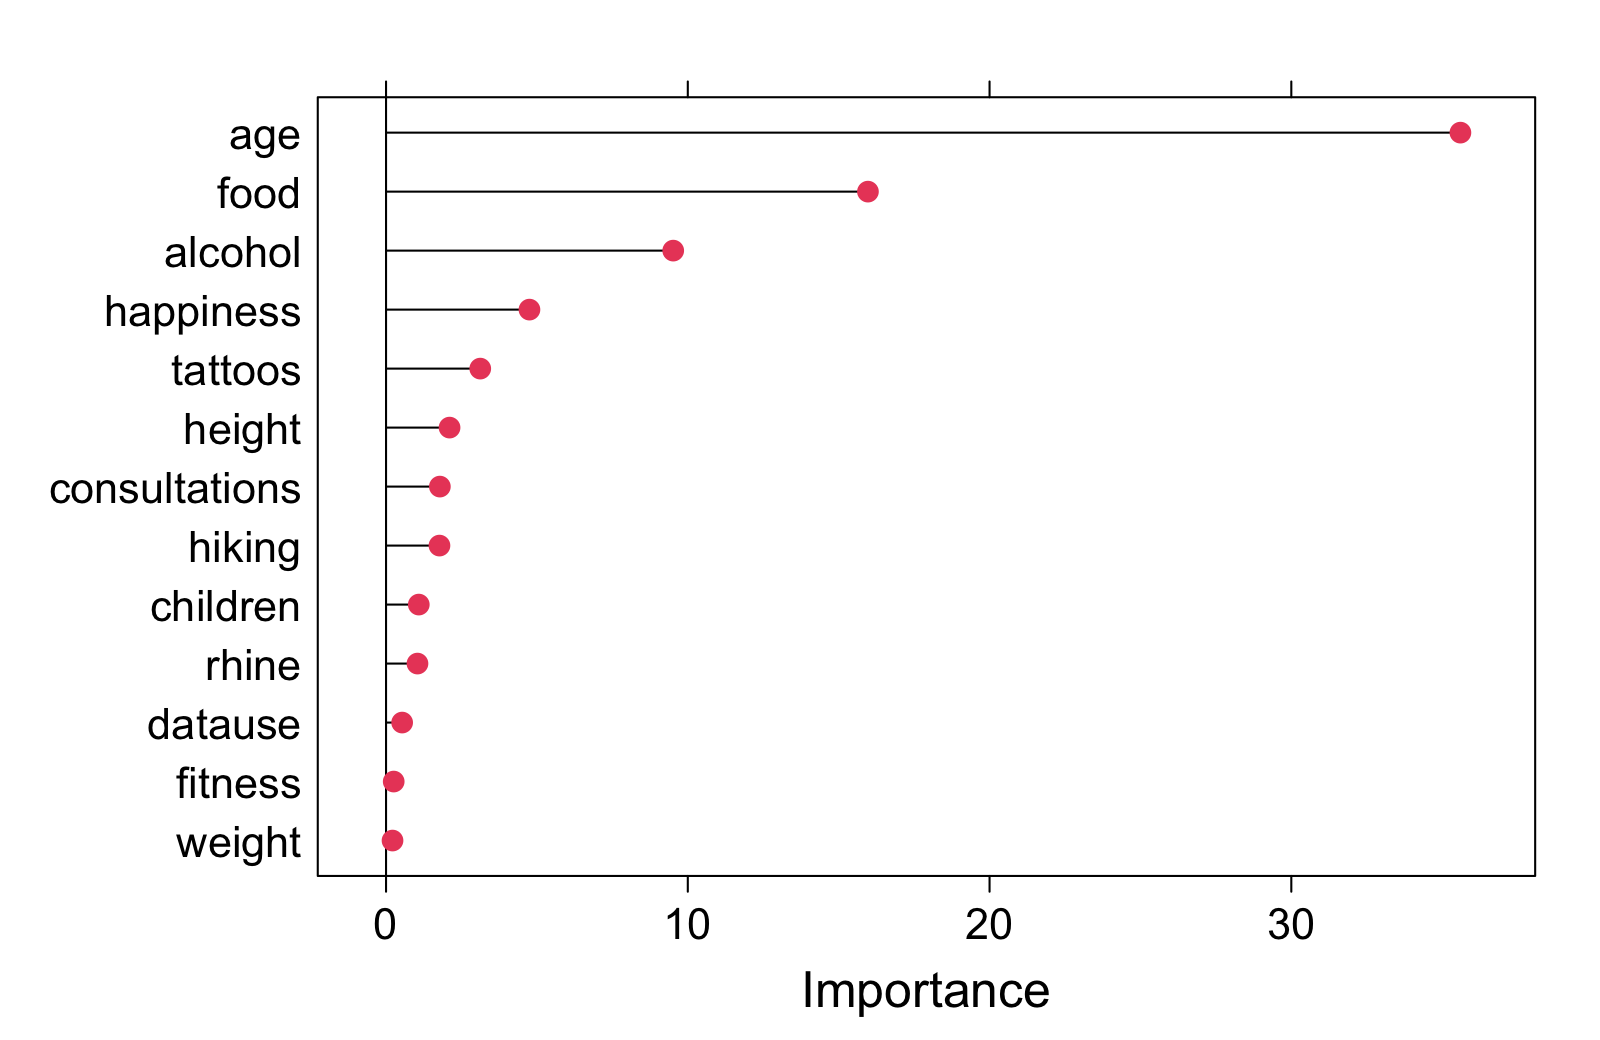 age
food
alcohol
happiness
tattoos
height
consultations
hiking
children
rhine
datause
fitness
weight
0 10 20 30
Importance